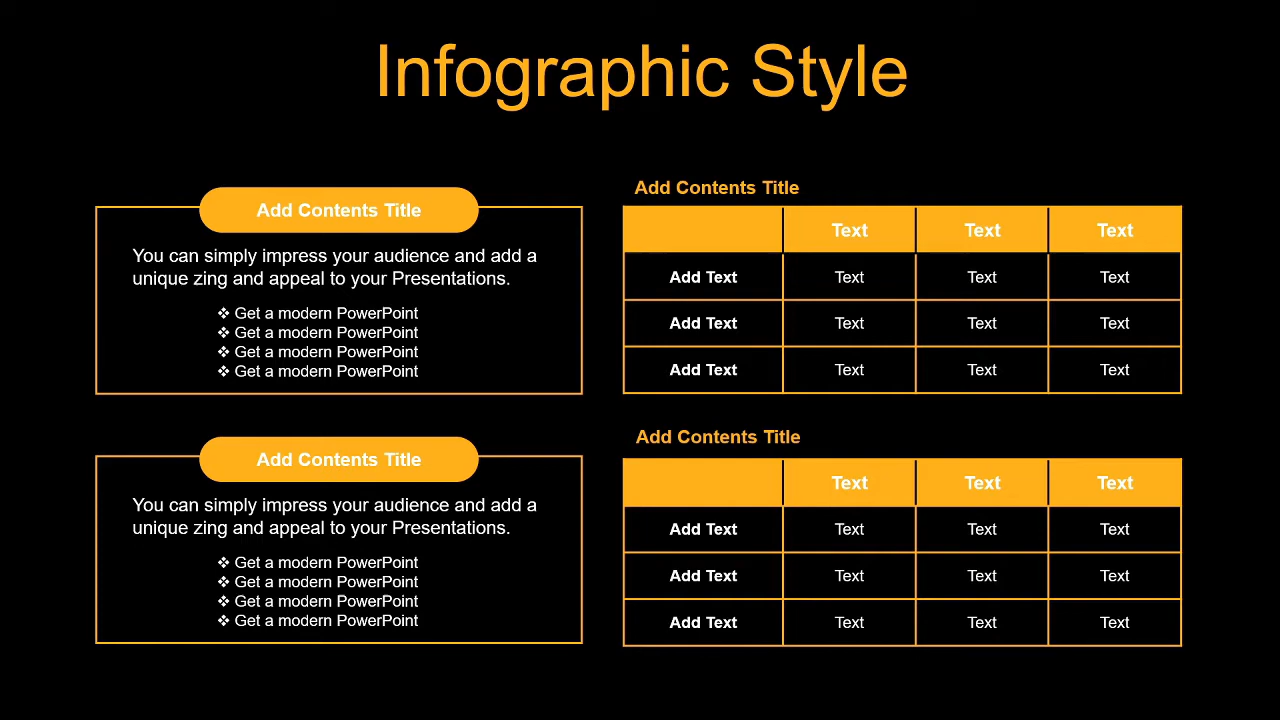 Infographic Style
Add Contents Title
You can simply impress your audience and add a
unique zing and appeal to your Presentations.
❖ Get a modern PowerPoint
❖ Get a modern PowerPoint
❖ Get a modern PowerPoint
❖ Get a modern PowerPoint
Add Contents Title
Text Text Text
Add Text Text Text Text
Add Text Text Text Text
Add Text Text Text Text
Add Contents Title
You can simply impress your audience and add a
unique zing and appeal to your Presentations.
❖ Get a modern PowerPoint
❖ Get a modern PowerPoint
❖ Get a modern PowerPoint
❖ Get a modern PowerPoint
Add Contents Title
Text Text Text
Add Text Text Text Text
Add Text Text Text Text
Add Text Text Text Text